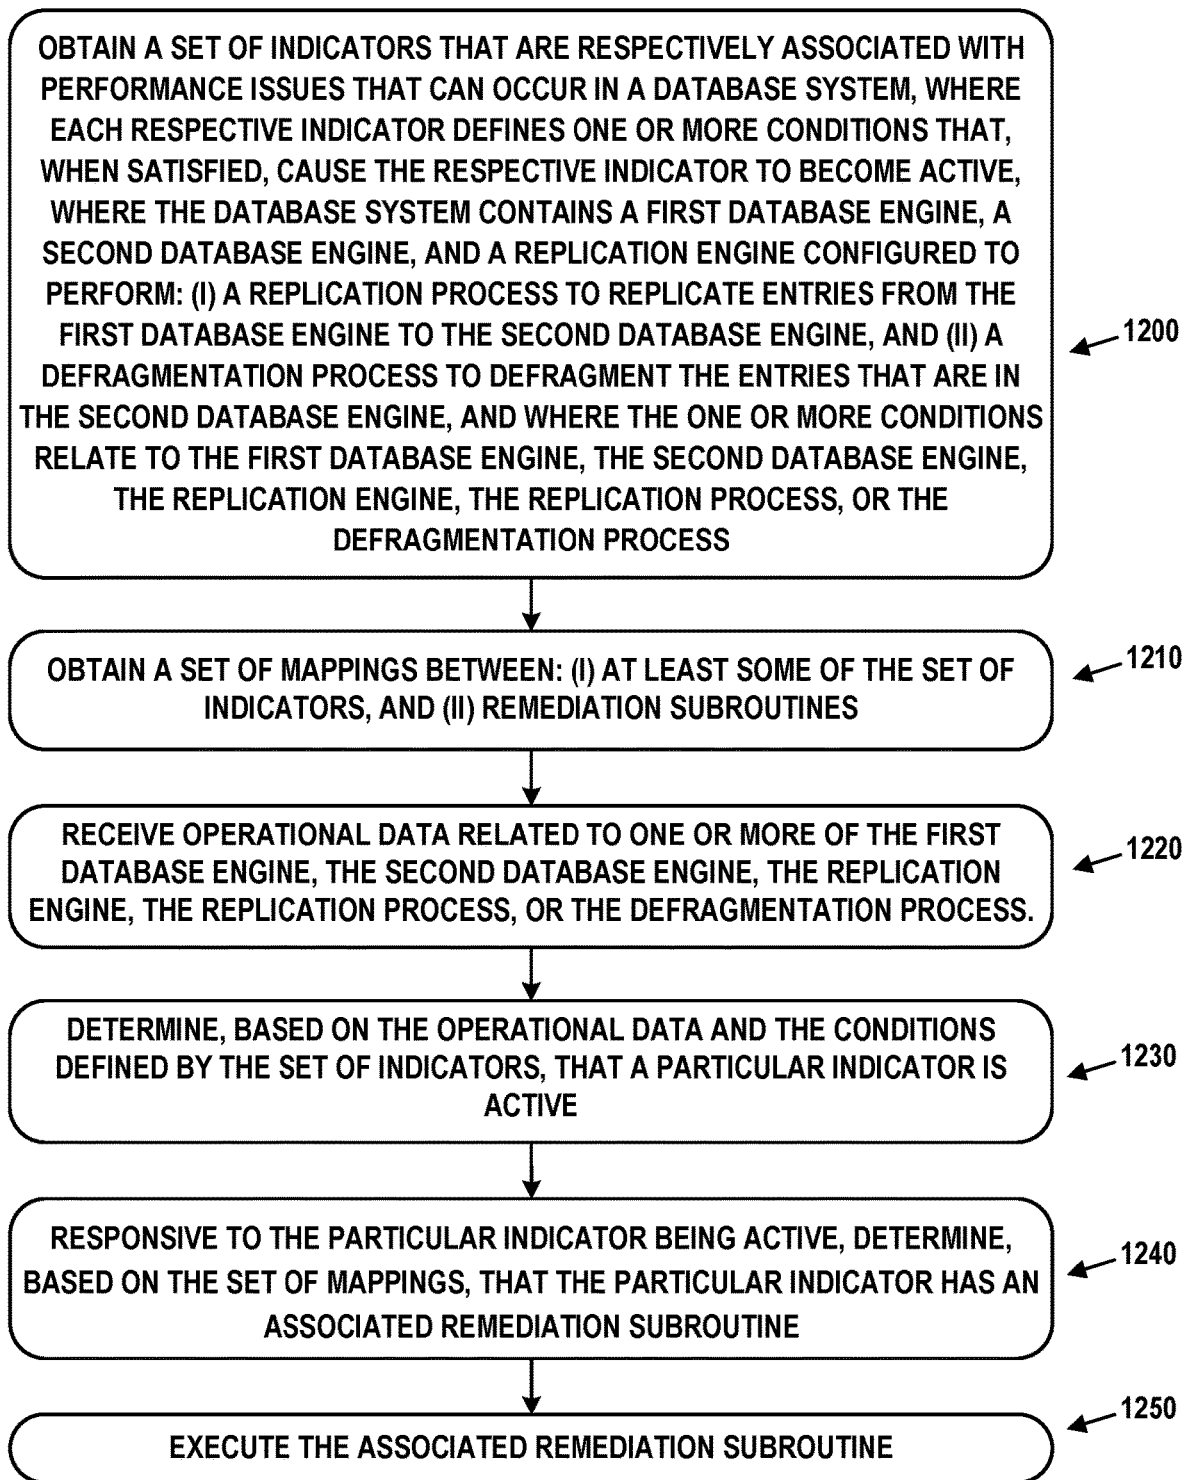 OBTAIN A SET OF INDICATORS THAT ARE RESPECTIVELY ASSOCIATED WITH
PERFORMANCE ISSUES THAT CAN OCCUR IN A DATABASE SYSTEM, WHERE
EACH RESPECTIVE INDICATOR DEFINES ONE OR MORE CONDITIONS THAT,
WHEN SATISFIED, CAUSE THE RESPECTIVE INDICATOR TO BECOME ACTIVE,
WHERE THE DATABASE SYSTEM CONTAINS A FIRST DATABASE ENGINE, A
SECOND DATABASE ENGINE, AND A REPLICATION ENGINE CONFIGURED TO
PERFORM: (I) A REPLICATION PROCESS TO REPLICATE ENTRIES FROM THE
FIRST DATABASE ENGINE TO THE SECOND DATABASE ENGINE, AND (II) A
DEFRAGMENTATION PROCESS TO DEFRAGMENT THE ENTRIES THAT ARE IN
THE SECOND DATABASE ENGINE, AND WHERE THE ONE OR MORE CONDITIONS
RELATE TO THE FIRST DATABASE ENGINE, THE SECOND DATABASE ENGINE,
THE REPLICATION ENGINE, THE REPLICATION PROCESS, OR THE
DEFRAGMENTATION PROCESS
1200
OBTAIN A SET OF MAPPINGS BETWEEN: (I) AT LEAST SOME OF THE SET OF
INDICATORS, AND (II) REMEDIATION SUBROUTINES
1210
RECEIVE OPERATIONAL DATA RELATED TO ONE OR MORE OF THE FIRST
DATABASE ENGINE, THE SECOND DATABASE ENGINE, THE REPLICATION
ENGINE, THE REPLICATION PROCESS, OR THE DEFRAGMENTATION PROCESS.
1220
DETERMINE, BASED ON THE OPERATIONAL DATA AND THE CONDITIONS
DEFINED BY THE SET OF INDICATORS, THAT A PARTICULAR INDICATOR IS
ACTIVE
1230
RESPONSIVE TO THE PARTICULAR INDICATOR BEING ACTIVE, DETERMINE,
BASED ON THE SET OF MAPPINGS, THAT THE PARTICULAR INDICATOR HAS AN
ASSOCIATED REMEDIATION SUBROUTINE
1240
EXECUTE THE ASSOCIATED REMEDIATION SUBROUTINE
1250